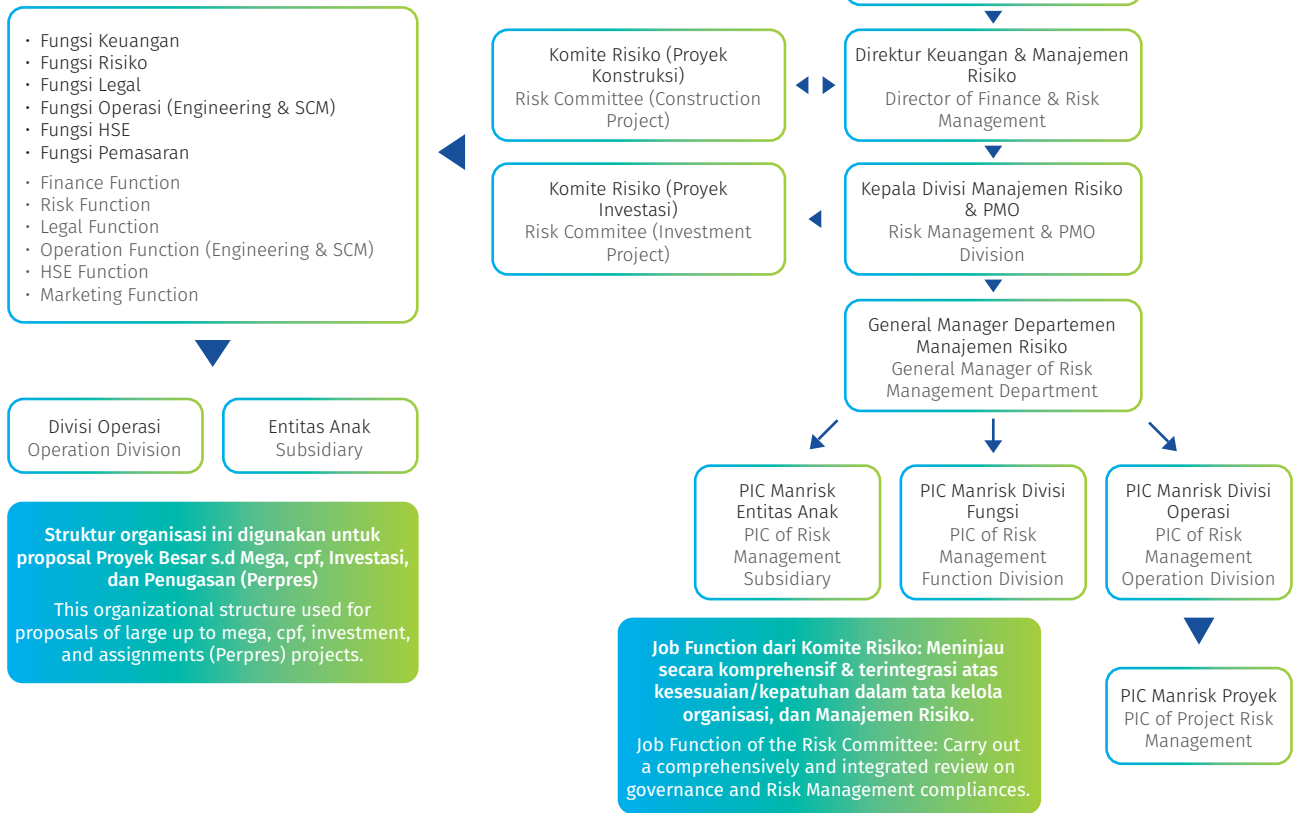 · Fungsi Keuangan
· Fungsi Risiko
· Fungsi Legal
· Fungsi Operasi (Engineering & SCM)
· Fungsi HSE
· Fungsi Pemasaran
· Finance Function
· Risk Function
· Legal Function
· Operation Function (Engineering & SCM)
· HSE Function
· Marketing Function
Divisi Operasi
Operation Division
Entitas Anak
Subsidiary
Struktur organisasi ini digunakan untuk
proposal Proyek Besar s.d Mega, cpf, Investasi,
dan Penugasan (Perpres)
This organizational structure used for
proposals of large up to mega, cpf, investment,
and assignments (Perpres) projects.
Komite Risiko (Proyek
Konstruksi)
Risk Committee (Construction
Project)
Komite Risiko (Proyek
Investasi)
Risk Commitee (Investment
Project)
Direktur Keuangan & Manajemen
Risiko
Director of Finance & Risk
Management
Kepala Divisi Manajemen Risiko
& PMO
Risk Management & PMO
Division
General Manager Departemen
Manajemen Risiko
General Manager of Risk
Management Department
PIC Manrisk
Entitas Anak
PIC of Risk
Management
Subsidiary
PIC Manrisk Divisi
Fungsi
PIC of Risk
Management
Function Division
PIC Manrisk Divisi
Operasi
PIC of Risk
Management
Operation Division
Job Function dari Komite Risiko: Meninjau
secara komprehensif & terintegrasi atas
kesesuaian/kepatuhan dalam tata kelola
organisasi, dan Manajemen Risiko.
Job Function of the Risk Committee: Carry out
a comprehensively and integrated review on
governance and Risk Management compliances.
PIC Manrisk Proyek
PIC of Project Risk
Management